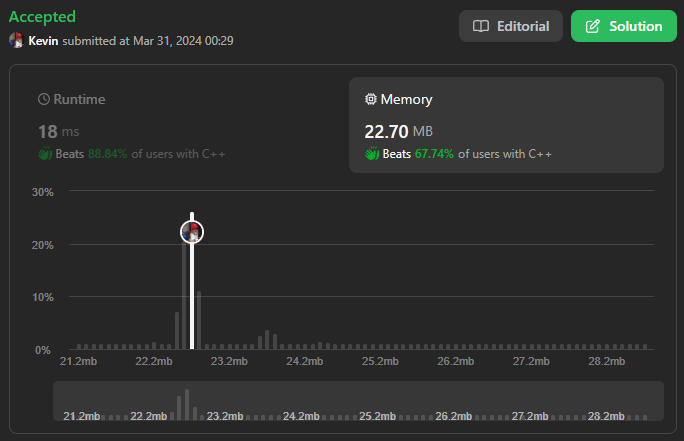 Accepted
Kevin submitted at Mar 31, 2024 00:29
Editorial
Solution
Runtime
18 ms
Beats 88.84% of users with C++
Memory
22.70 MB
Beats 67.74% of users with C++
30%
20%
10%
0%
21.2mb 22.2mb 23.2mb 24.2mb 25.2mb 26.2mb 27.2mb 28.2mb
21.2mb 22.2mb 23.2mb 24.2mb 25.2mb 26.2mb 27.2mb 28.2mb